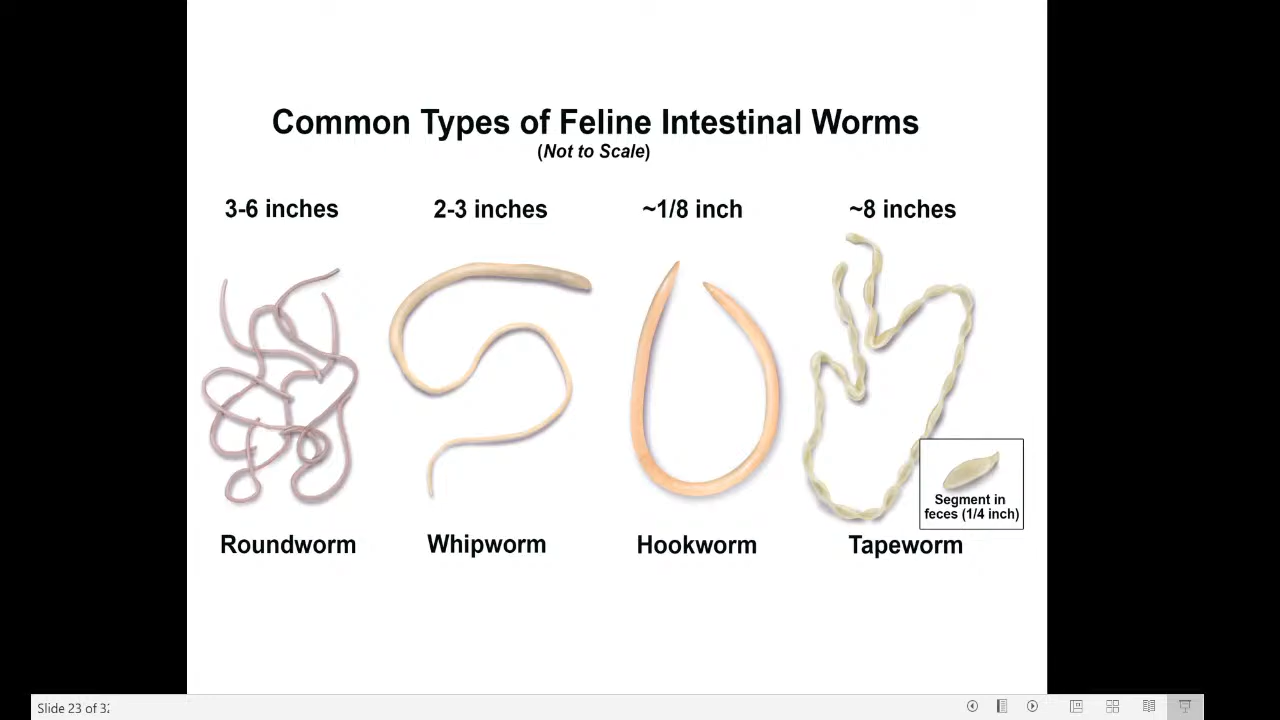 Common Types of Feline Intestinal Worms
(Not to Scale)
3-6 inches
2-3 inches
~1/8 inch
~8 inches
Segment in
feces (1/4 inch)
Roundworm
Whipworm
Hookworm
Tapeworm
Slide 23 of